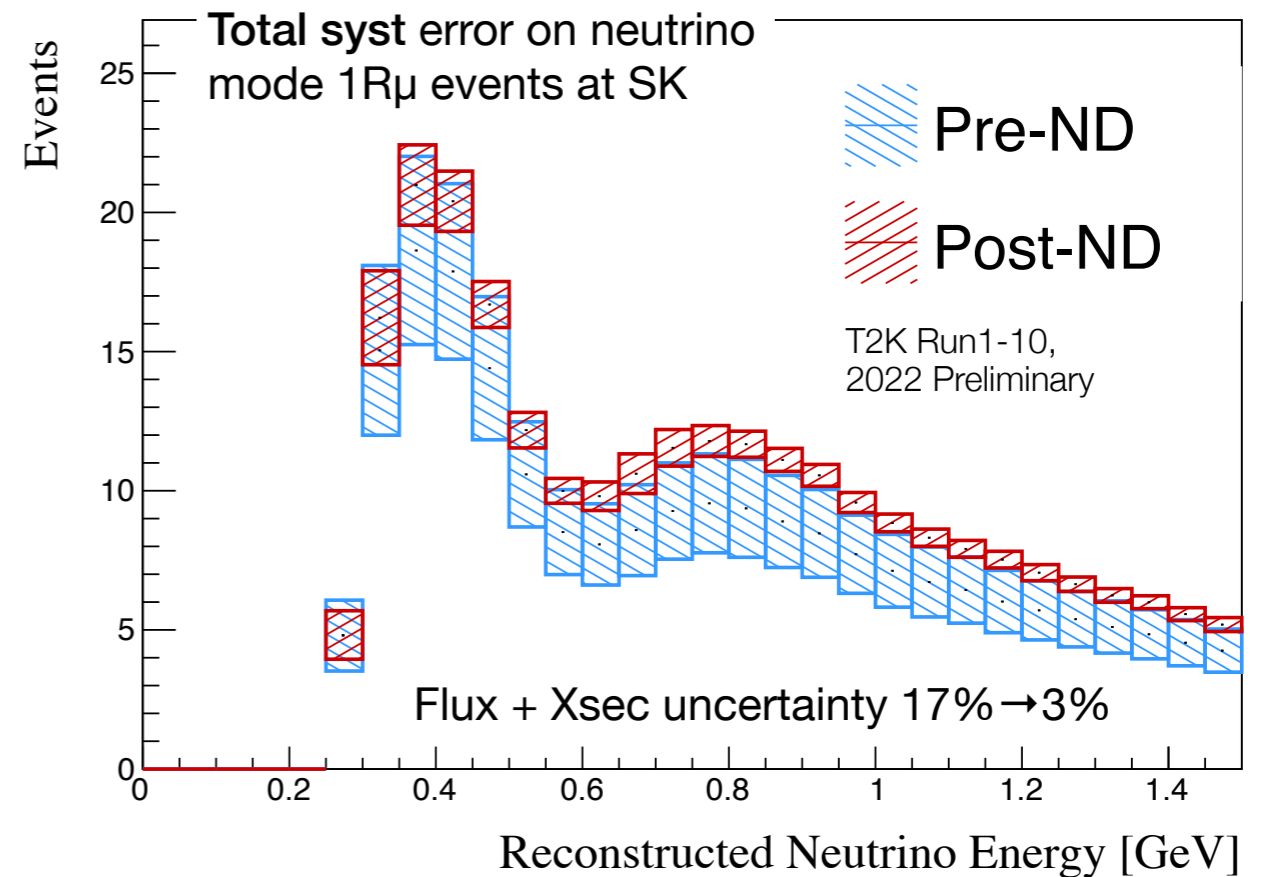 Total syst error on neutrino
mode 1Rμ events at SK
Events
25
20
15
10
5
0
Pre-ND
Post-ND
T2K Run1-10,
2022 Preliminary
Flux + Xsec uncertainty 17%→3%
0 0.2 0.4 0.6 0.8 1 1.2 1.4
Reconstructed Neutrino Energy [GeV]